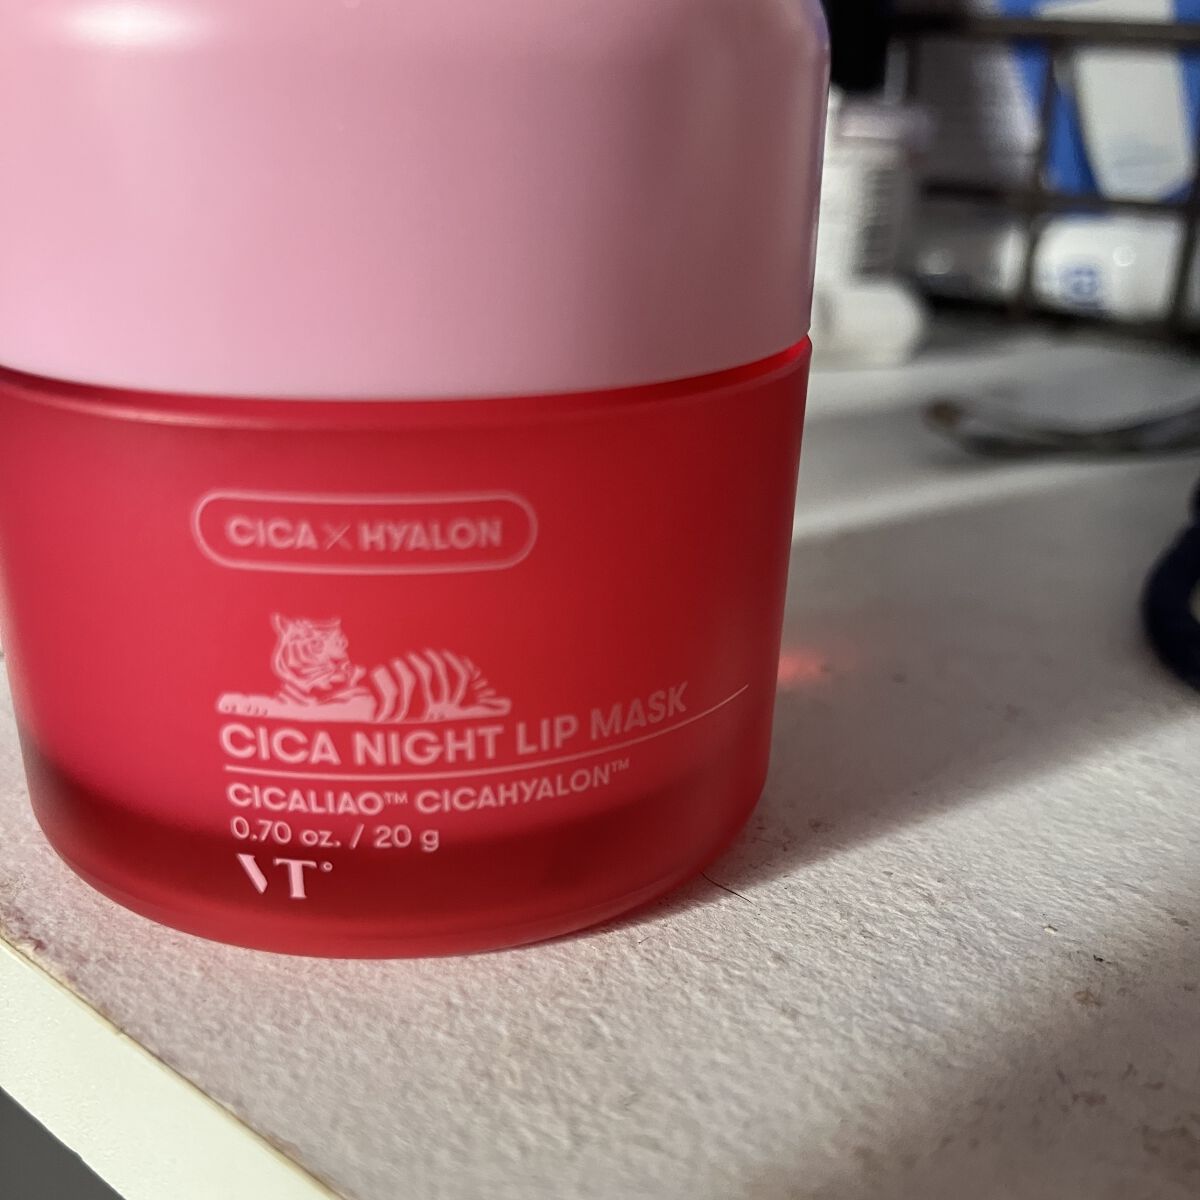 CICA × HYALON
CICA NIGHT LIP MASK
CICALIAO™ CICAHYALON™
0.70 oz. / 20 g
VT°